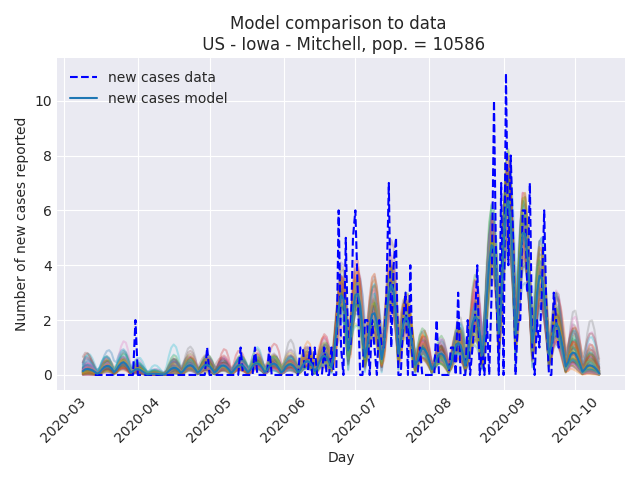 Model comparison to data
US - Iowa - Mitchell, pop. = 10586
new cases data
new cases model
Number of new cases reported
10
8
6
4
2
0
2020-03
2020-04
2020-05
2020-06
2020-07
2020-08
2020-09
2020-10
Day